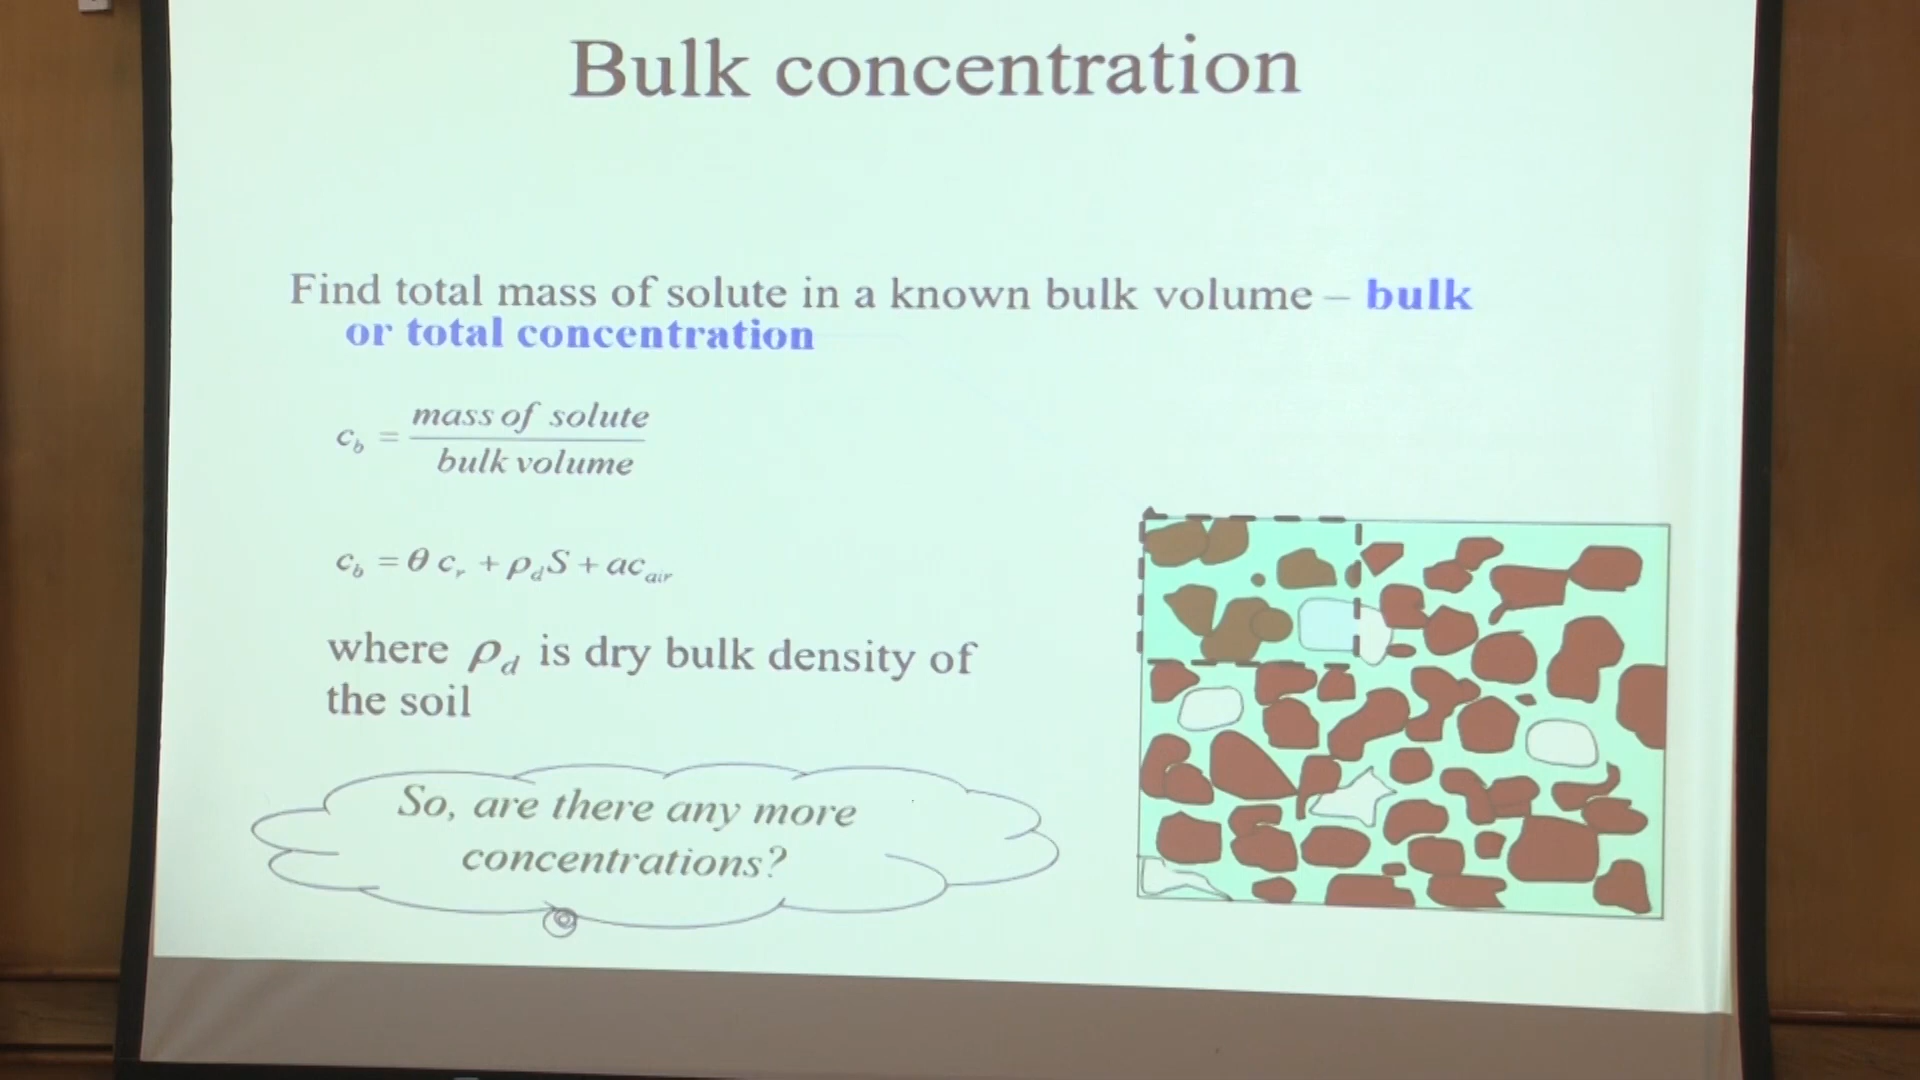 Bulk concentration
Find total mass of solute in a known bulk volume – bulk
or total concentration
c_b = mass of solute / bulk volume
c_b = θ c_r + ρ_d S + a c_air
where ρ_d is dry bulk density of
the soil
So, are there any more
concentrations?